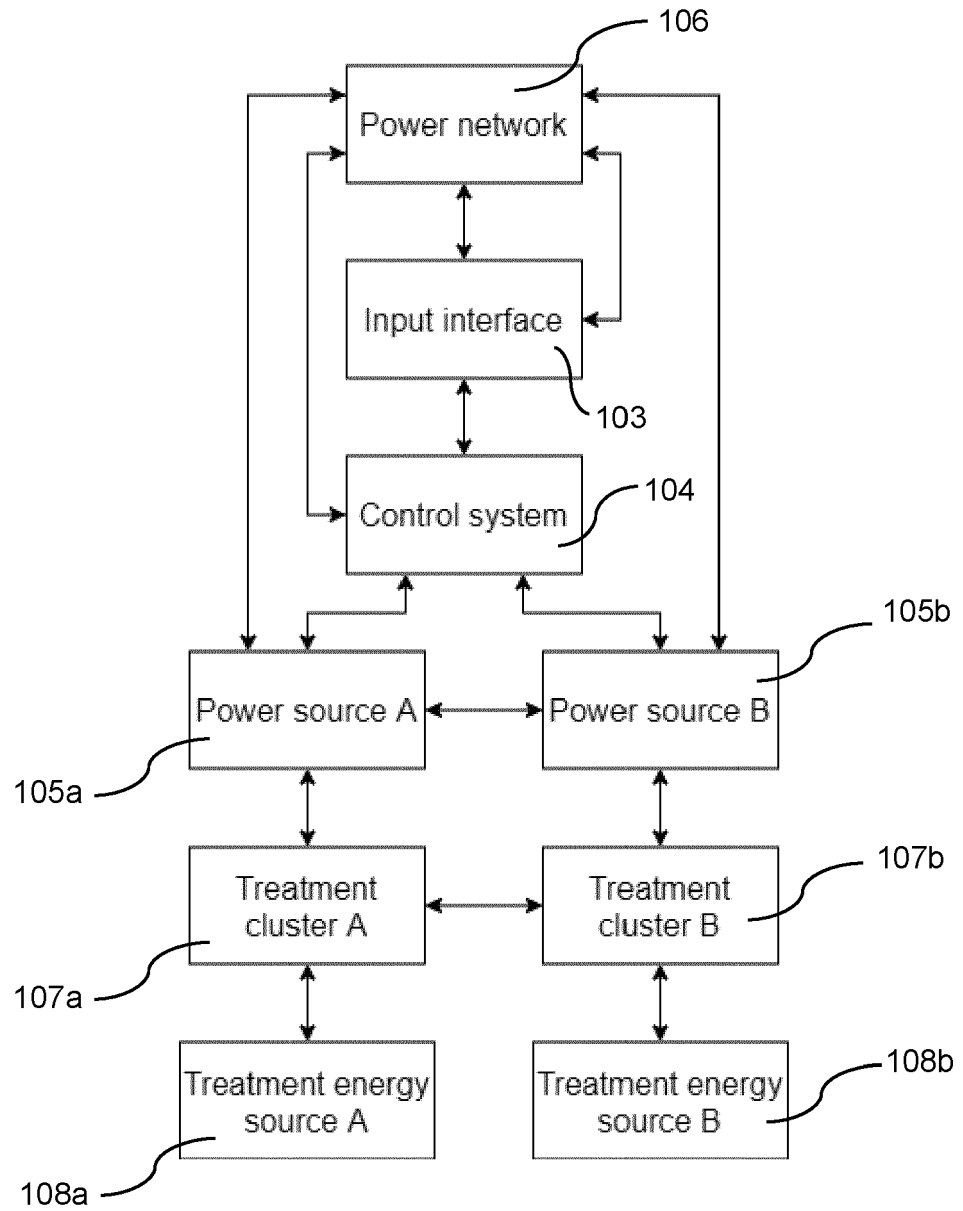 106
Power network
Input interface
103
104
Control system
105b
Power source A
Power source B
105a
107b
Treatment
cluster A
Treatment
cluster B
107a
108b
Treatment energy
source A
Treatment energy
source B
108a